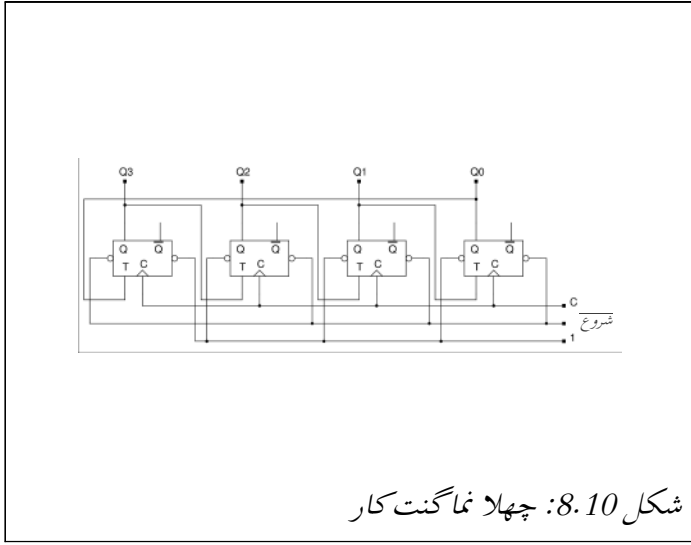 Q3 Q2 Q1 Q0
Q Q̅ Q Q̅ Q Q̅ Q Q̅
T C T C T C T C
C
شروع
1
شکل 8.10: چھلا نما گنت کار